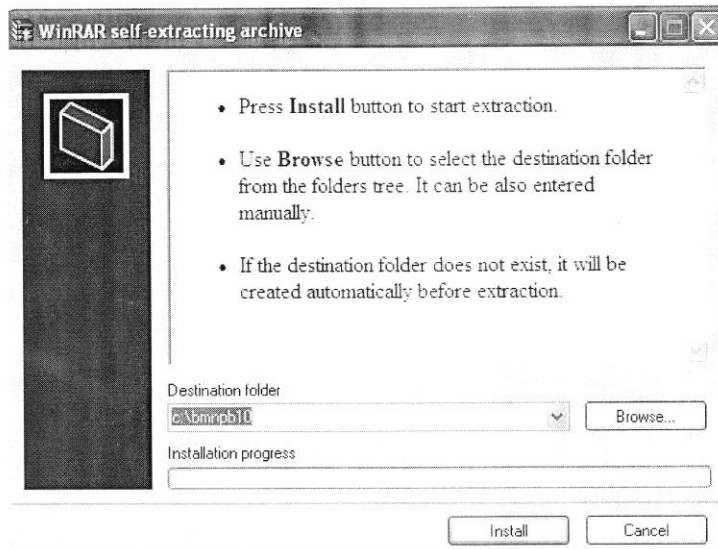 WinRAR self-extracting archive
• Press Install button to start extraction.
• Use Browse button to select the destination folder
from the folders tree. It can be also entered
manually.
• If the destination folder does not exist, it will be
created automatically before extraction.
Destination folder
c:\bmnpb10
Browse...
Installation progress
Install
Cancel